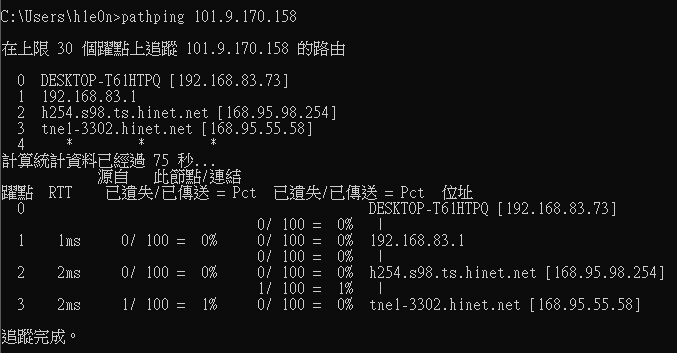 C:\Users\h1e0n>pathping 101.9.170.158
在上限 30 個躍點上追蹤 101.9.170.158 的路由
0 DESKTOP-T61HTPQ [192.168.83.73]
1 192.168.83.1
2 h254.s98.ts.hinet.net [168.95.98.254]
3 tne1-3302.hinet.net [168.95.55.58]
4 * * *
計算統計資料已經過 75 秒...
源自 此節點/連結
躍點 RTT 已遺失/已傳送 = Pct 已遺失/已傳送 = Pct 位址
0 DESKTOP-T61HTPQ [192.168.83.73]
0/ 100 = 0% |
1 1ms 0/ 100 = 0% 0/ 100 = 0% 192.168.83.1
0/ 100 = 0% |
2 2ms 0/ 100 = 0% 0/ 100 = 0% h254.s98.ts.hinet.net [168.95.98.254]
1/ 100 = 1% |
3 2ms 1/ 100 = 1% 0/ 100 = 0% tne1-3302.hinet.net [168.95.55.58]
追蹤完成。